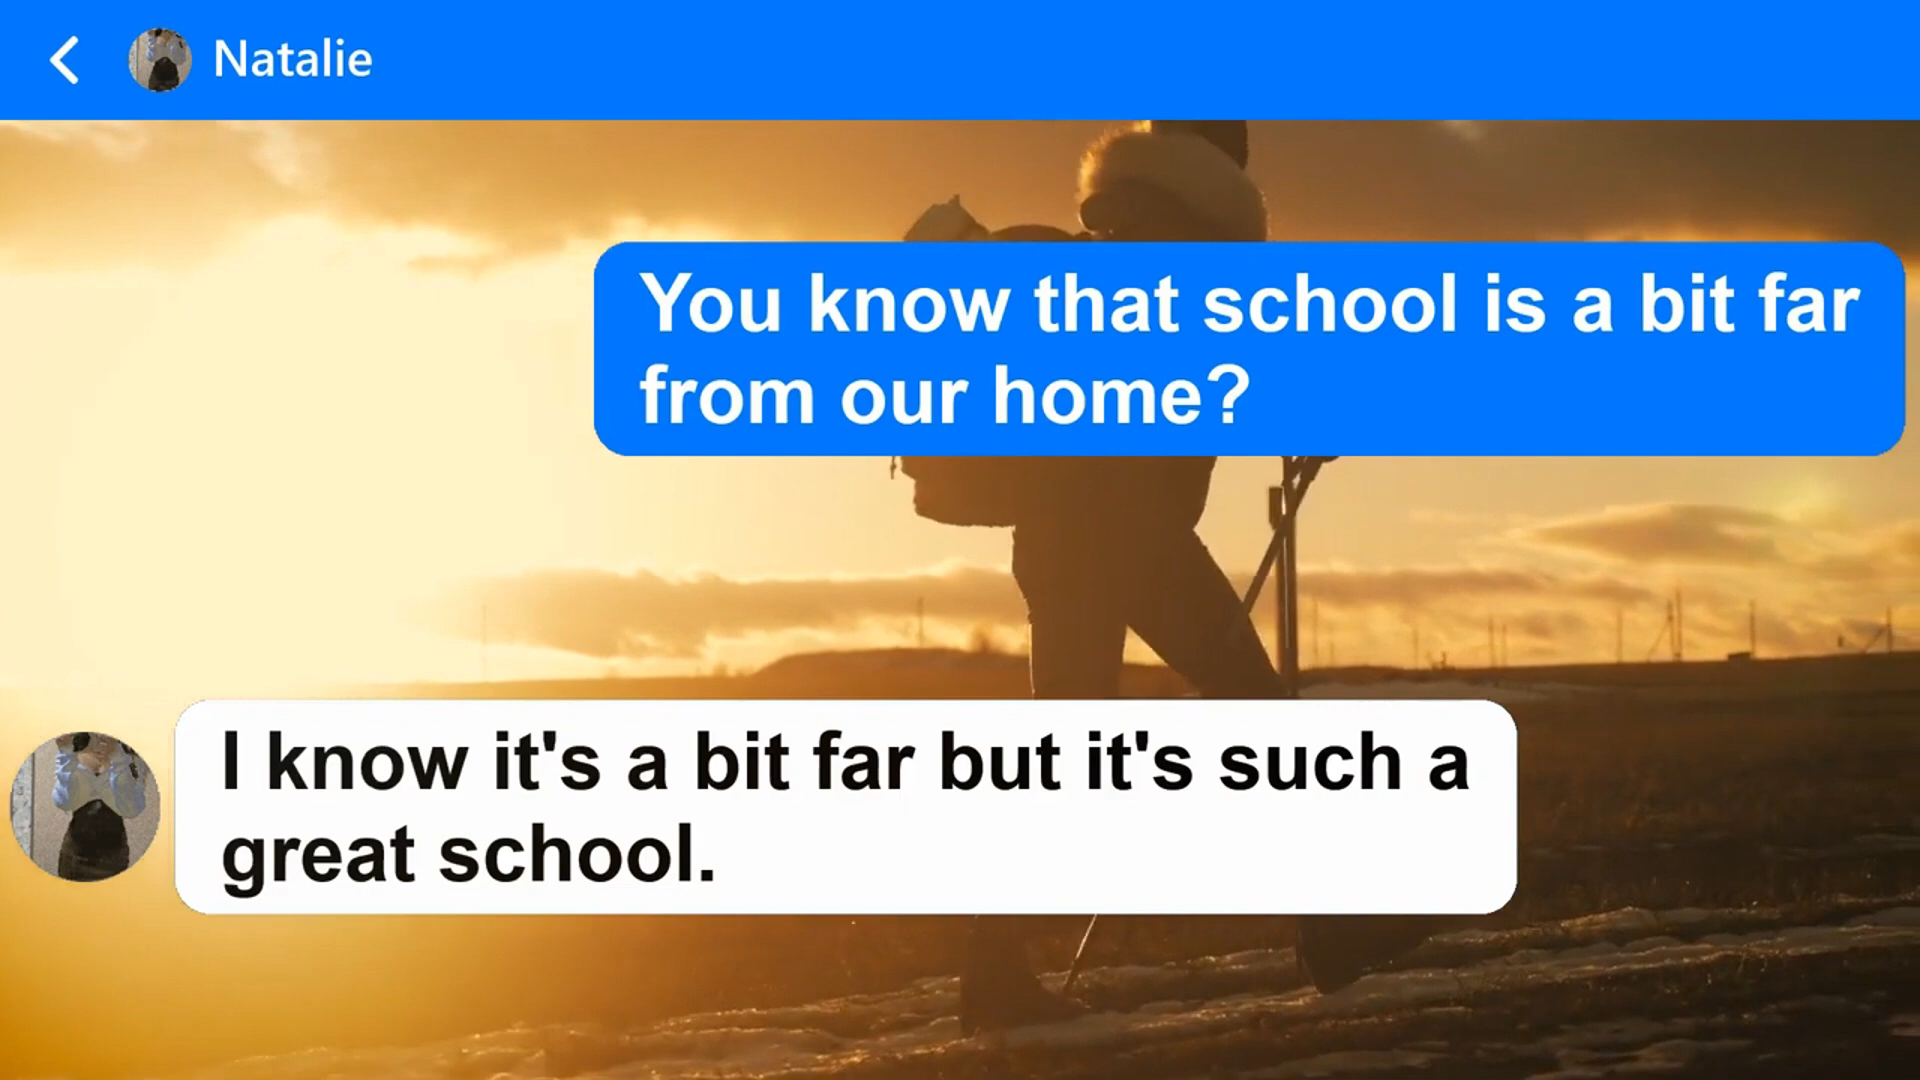 Natalie
You know that school is a bit far
from our home?
I know it's a bit far but it's such a
great school.